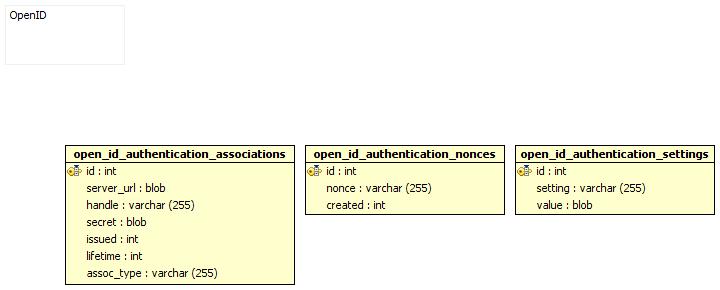 OpenID
open_id_authentication_associations
id : int
server_url : blob
handle : varchar (255)
secret : blob
issued : int
lifetime : int
assoc_type : varchar (255)
open_id_authentication_nonces
id : int
nonce : varchar (255)
created : int
open_id_authentication_settings
id : int
setting : varchar (255)
value : blob